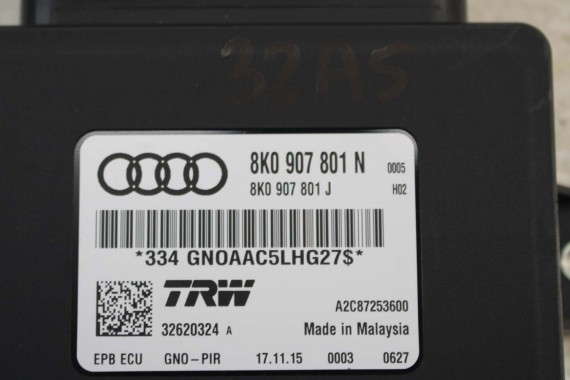 32A5
8K0 907 801 N 0005
8K0 907 801 J H02
*334 GNOAAC5LHG27$*
TRW
A2C87253600
32620324 A Made in Malaysia
EPB ECU GNO-PIR 17.11.15 0003 0627